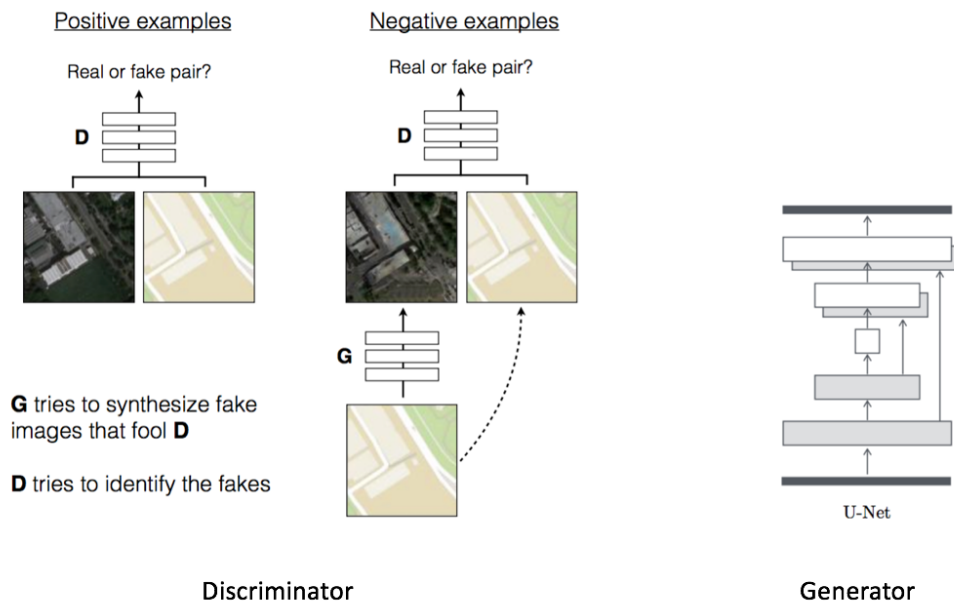 Positive examples
Negative examples
Real or fake pair?
Real or fake pair?
D
D
G
G tries to synthesize fake
images that fool D
D tries to identify the fakes
U-Net
Discriminator
Generator